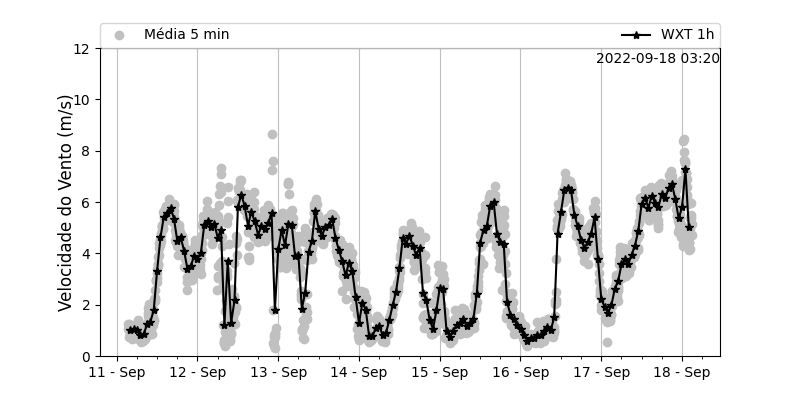 Média 5 min
WXT 1h
2022-09-18 03:20
Velocidade do Vento (m/s)
12
10
8
6
4
2
0
11 - Sep 12 - Sep 13 - Sep 14 - Sep 15 - Sep 16 - Sep 17 - Sep 18 - Sep